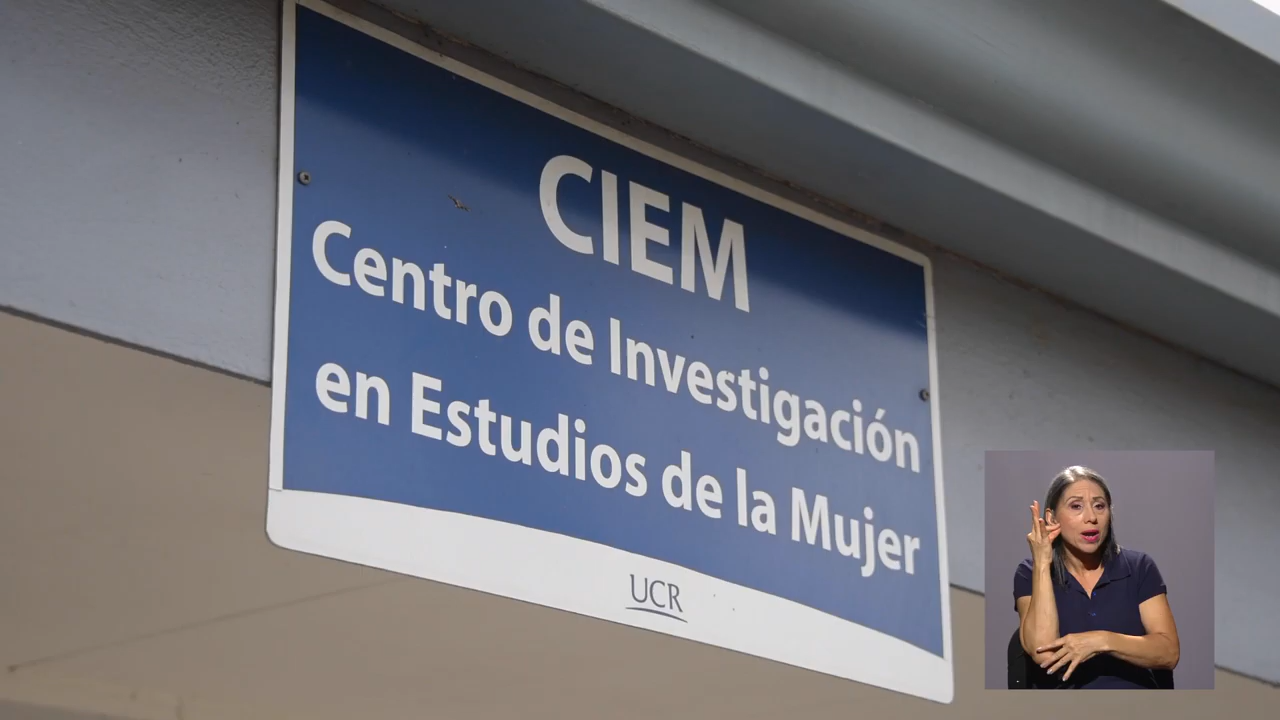 CIEM
Centro de Investigación
en Estudios de la Mujer
UCR